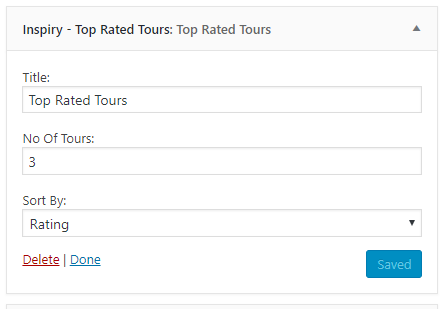 Inspiry - Top Rated Tours: Top Rated Tours
Title:
Top Rated Tours
No Of Tours:
3
Sort By:
Rating
Delete | Done
Saved